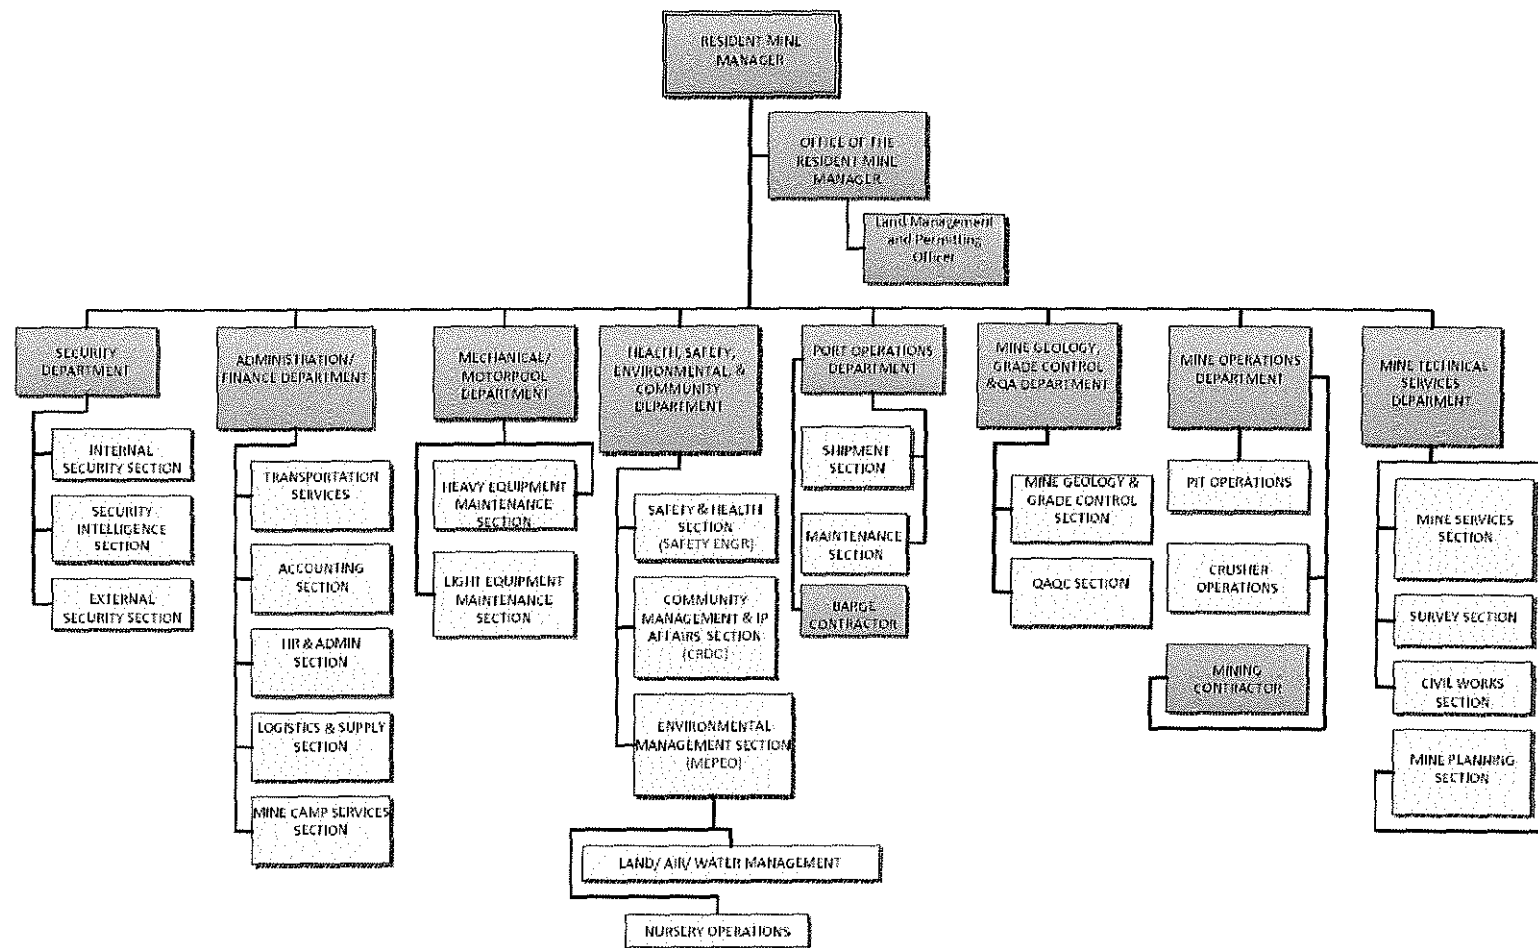 RESIDENT MINE
MANAGER
OFFICE OF THE
RESIDENT MINE
MANAGER
Land Management
and Permitting
Officer
SECURITY
DEPARTMENT
INTERNAL
SECURITY SECTION
SECURITY
INTELLIGENCE
SECTION
EXTERNAL
SECURITY SECTION
ADMINISTRATION/
FINANCE DEPARTMENT
TRANSPORTATION
SERVICES
ACCOUNTING
SECTION
HR & ADMIN
SECTION
LOGISTICS & SUPPLY
SECTION
MINE CAMP SERVICES
SECTION
MECHANICAL/
MOTORPOOL
DEPARTMENT
HEAVY EQUIPMENT
MAINTENANCE
SECTION
LIGHT EQUIPMENT
MAINTENANCE
SECTION
HEALTH, SAFETY,
ENVIRONMENTAL, &
COMMUNITY
DEPARTMENT
SAFETY & HEALTH
SECTION
(SAFETY ENGR)
COMMUNITY
MANAGEMENT & IP
AFFAIRS SECTION
(CRDO)
ENVIRONMENTAL
MANAGEMENT SECTION
(MEPEO)
LAND/ AIR/ WATER MANAGEMENT
NURSERY OPERATIONS
PORT OPERATIONS
DEPARTMENT
SHIPMENT
SECTION
MAINTENANCE
SECTION
BARGE
CONTRACTOR
MINE GEOLOGY,
GRADE CONTROL
&QA DEPARTMENT
MINE GEOLOGY &
GRADE CONTROL
SECTION
QAQC SECTION
MINE OPERATIONS
DEPARTMENT
PIT OPERATIONS
CRUSHER
OPERATIONS
MINING
CONTRACTOR
MINE TECHNICAL
SERVICES
DEPARMENT
MINE SERVICES
SECTION
SURVEY SECTION
CIVIL WORKS
SECTION
MINE PLANNING
SECTION